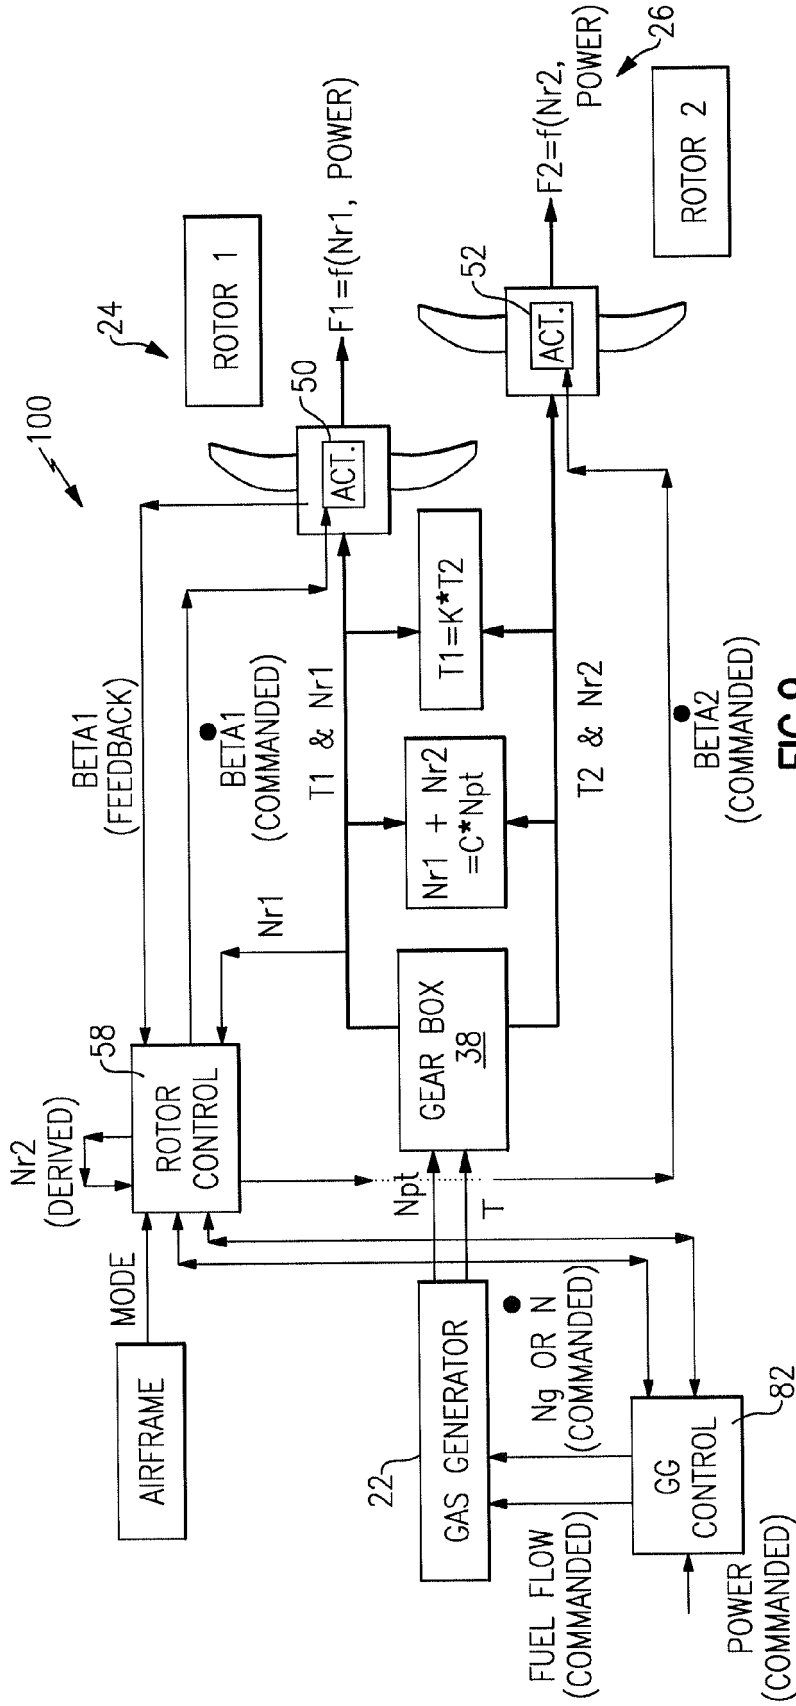 100
24
ROTOR 1
F1=f(Nr1, POWER)
50
ACT.
26
ROTOR 2
F2=f(Nr2,
POWER)
52
ACT.
BETA1
(FEEDBACK)
BETA1
(COMMANDED)
T1 & Nr1
T1=K*T2
Nr1 + Nr2
=C*Npt
T2 & Nr2
BETA2
(COMMANDED)
Nr1
Nr2
(DERIVED)
58
ROTOR
CONTROL
MODE
AIRFRAME
GEAR BOX
38
Npt
T
22
GAS GENERATOR
Ng OR Ṅ
(COMMANDED)
FUEL FLOW
(COMMANDED)
GG
CONTROL
82
POWER
(COMMANDED)